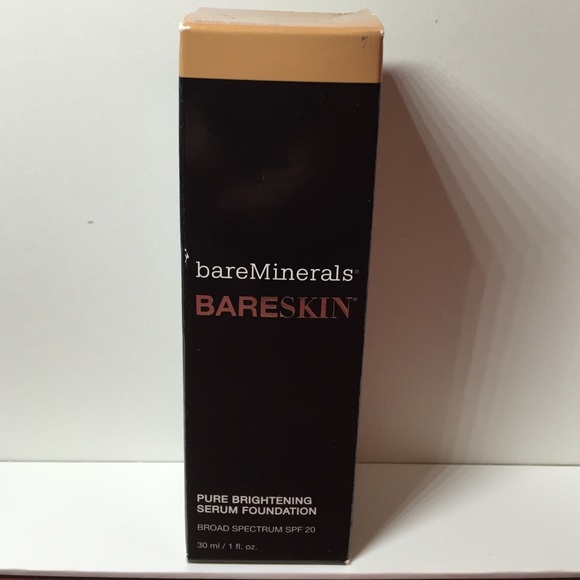 bareMinerals®
BARESKIN®
PURE BRIGHTENING
SERUM FOUNDATION
BROAD SPECTRUM SPF 20
30 ml / 1 fl. oz.